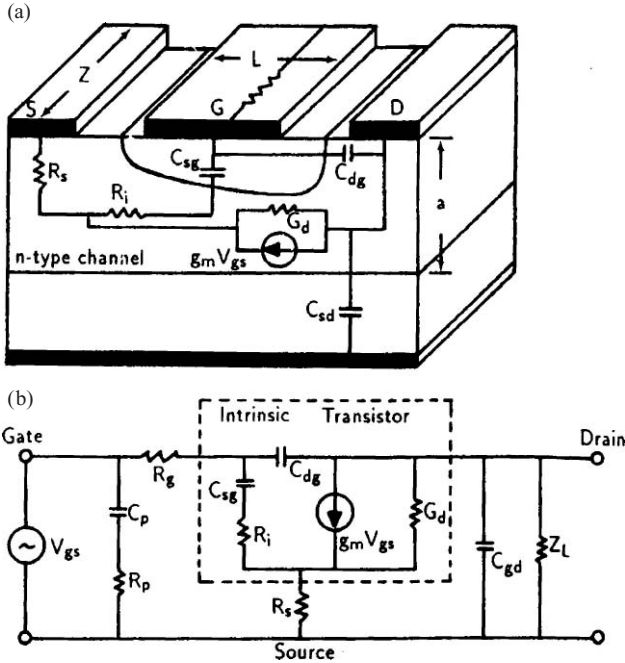 (a)
Z
L
S
G
D
Csg
Cdg
Rs
Ri
a
Gd
n-type channel
gmVgs
Csd
(b)
Intrinsic Transistor
Gate
Drain
Rg
Cdg
Csg
Cp
Gd
Vgs
Ri
gmVgs
Cgd
ZL
Rp
Rs
Source